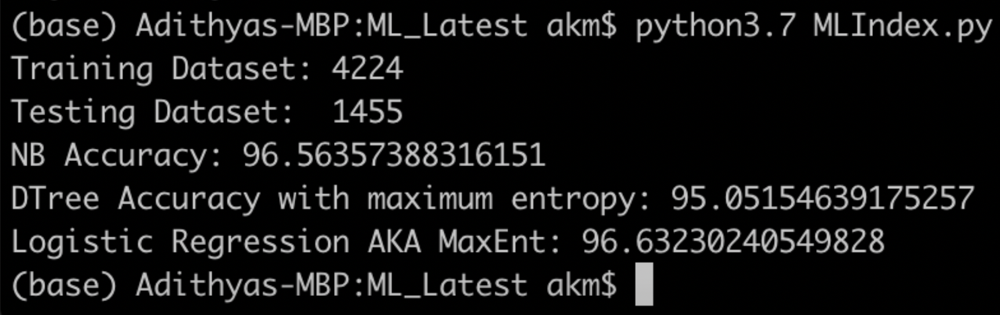 (base) Adithyas-MBP:ML_Latest akm$ python3.7 MLIndex.py
Training Dataset: 4224
Testing Dataset:  1455
NB Accuracy: 96.56357388316151
DTree Accuracy with maximum entropy: 95.05154639175257
Logistic Regression AKA MaxEnt: 96.63230240549828
(base) Adithyas-MBP:ML_Latest akm$